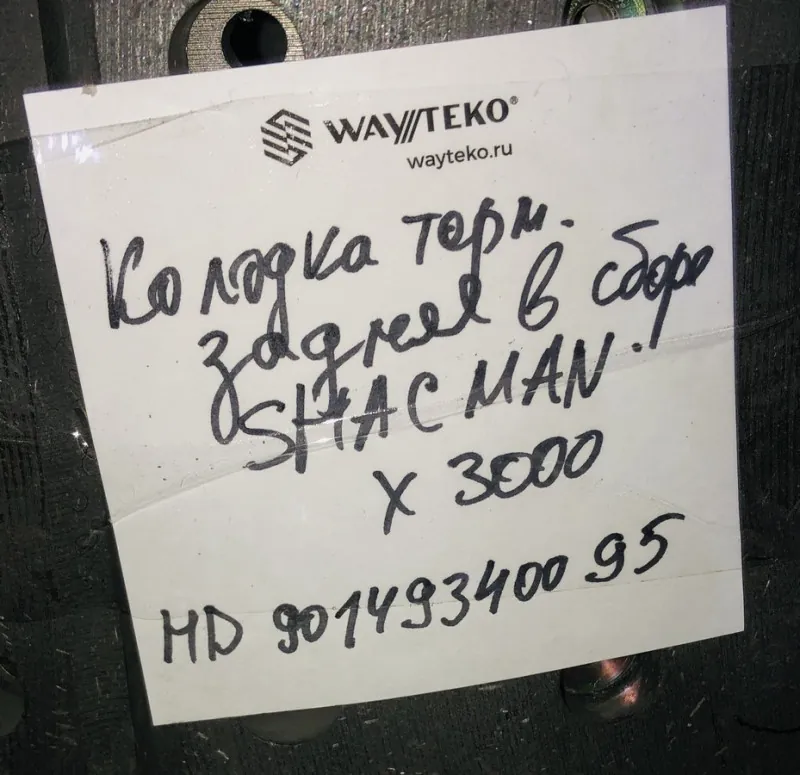 WAYTEKO®
wayteko.ru
Колодка торм.
задняя в сборе
SHACMAN.
X 3000
HD 90149340095